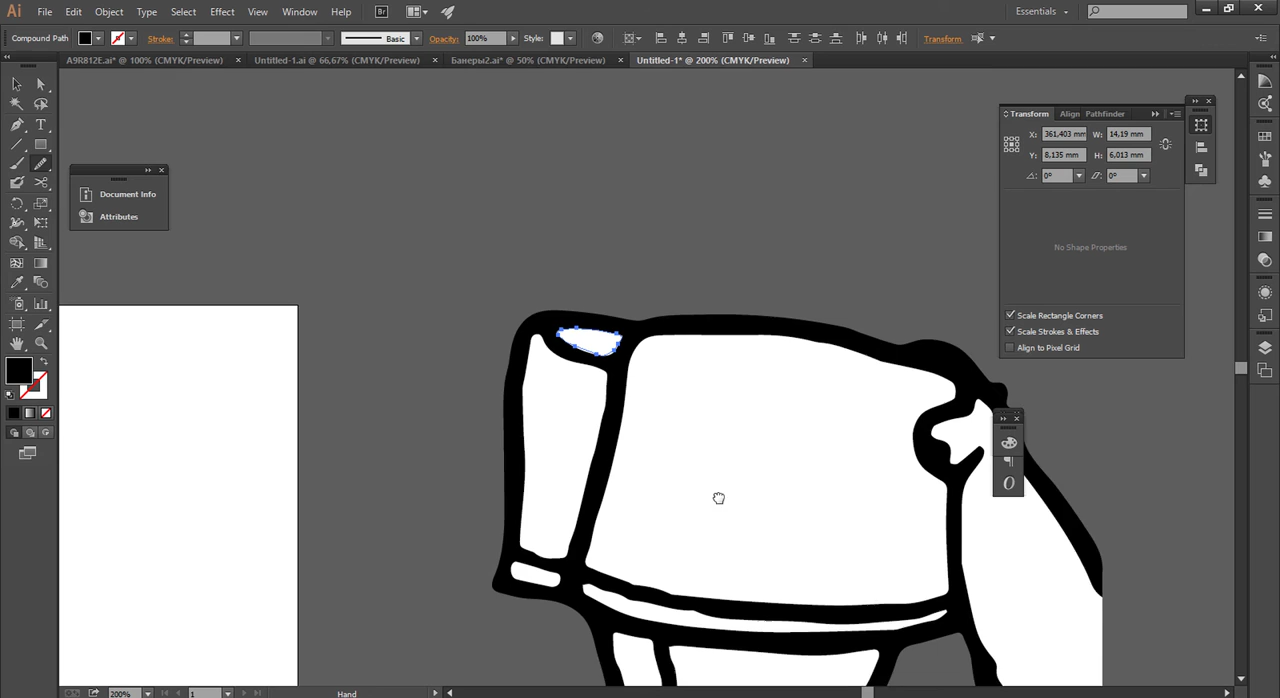 Ai File Edit Object Type Select Effect View Window Help Br Essentials
Compound Path Stroke: Basic Opacity: 100% Style: Transform
A9R812E.ai* @ 100% (CMYK/Preview) × Untitled-1.ai @ 66,67% (CMYK/Preview) × Банеры2.ai* @ 50% (CMYK/Preview) × Untitled-1* @ 200% (CMYK/Preview) ×
Transform Align Pathfinder
X: 361,403 mm W: 14,19 mm
Y: 8,135 mm H: 6,013 mm
0° 0°
No Shape Properties
Scale Rectangle Corners
Scale Strokes & Effects
Align to Pixel Grid
Document Info
Attributes
200% 1 Hand